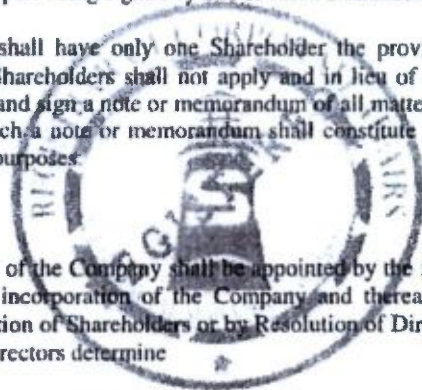 shall have only one Shareholder the prov
Shareholders shall not apply and in lieu of
and sign a note or memorandum of all matte
ch a note or memorandum shall constitute
purposes
of the Company shall be appointed by the
incorporation of the Company and therea
tion of Shareholders or by Resolution of Dir
rectors determine